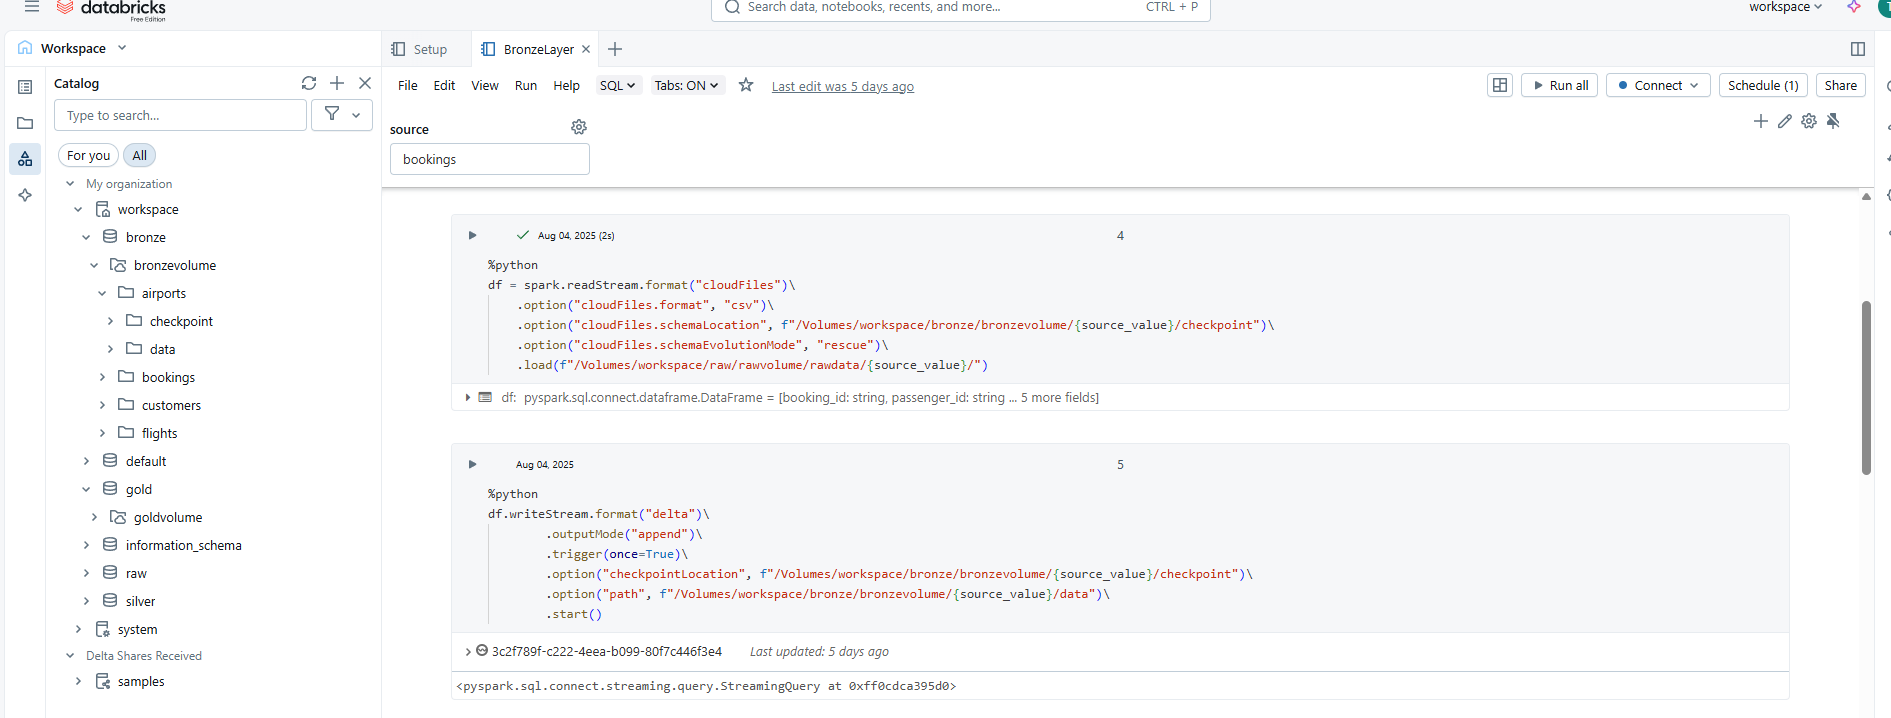 databricks
Free Edition
Search data, notebooks, recents, and more...
CTRL + P
workspace
Workspace
Setup
BronzeLayer
Catalog
File
Edit
View
Run
Help
SQL
Tabs: ON
Last edit was 5 days ago
Run all
Connect
Schedule (1)
Share
Type to search...
For you
All
My organization
workspace
bronze
bronzevolume
airports
checkpoint
data
bookings
customers
flights
default
gold
goldvolume
information_schema
raw
silver
system
Delta Shares Received
samples
source
bookings
Aug 04, 2025 (2s)
4
%python
df = spark.readStream.format("cloudFiles")\
.option("cloudFiles.format", "csv")\
.option("cloudFiles.schemaLocation", f"/Volumes/workspace/bronze/bronzevolume/{source_value}/checkpoint")\
.option("cloudFiles.schemaEvolutionMode", "rescue")\
.load(f"/Volumes/workspace/raw/rawvolume/rawdata/{source_value}/")
df: pyspark.sql.connect.dataframe.DataFrame = [booking_id: string, passenger_id: string ... 5 more fields]
Aug 04, 2025
5
%python
df.writeStream.format("delta")\
.outputMode("append")\
.trigger(once=True)\
.option("checkpointLocation", f"/Volumes/workspace/bronze/bronzevolume/{source_value}/checkpoint")\
.option("path", f"/Volumes/workspace/bronze/bronzevolume/{source_value}/data")\
.start()
3c2f789f-c222-4eea-b099-80f7c446f3e4
Last updated: 5 days ago
<pyspark.sql.connect.streaming.query.StreamingQuery at 0xff0cdca395d0>